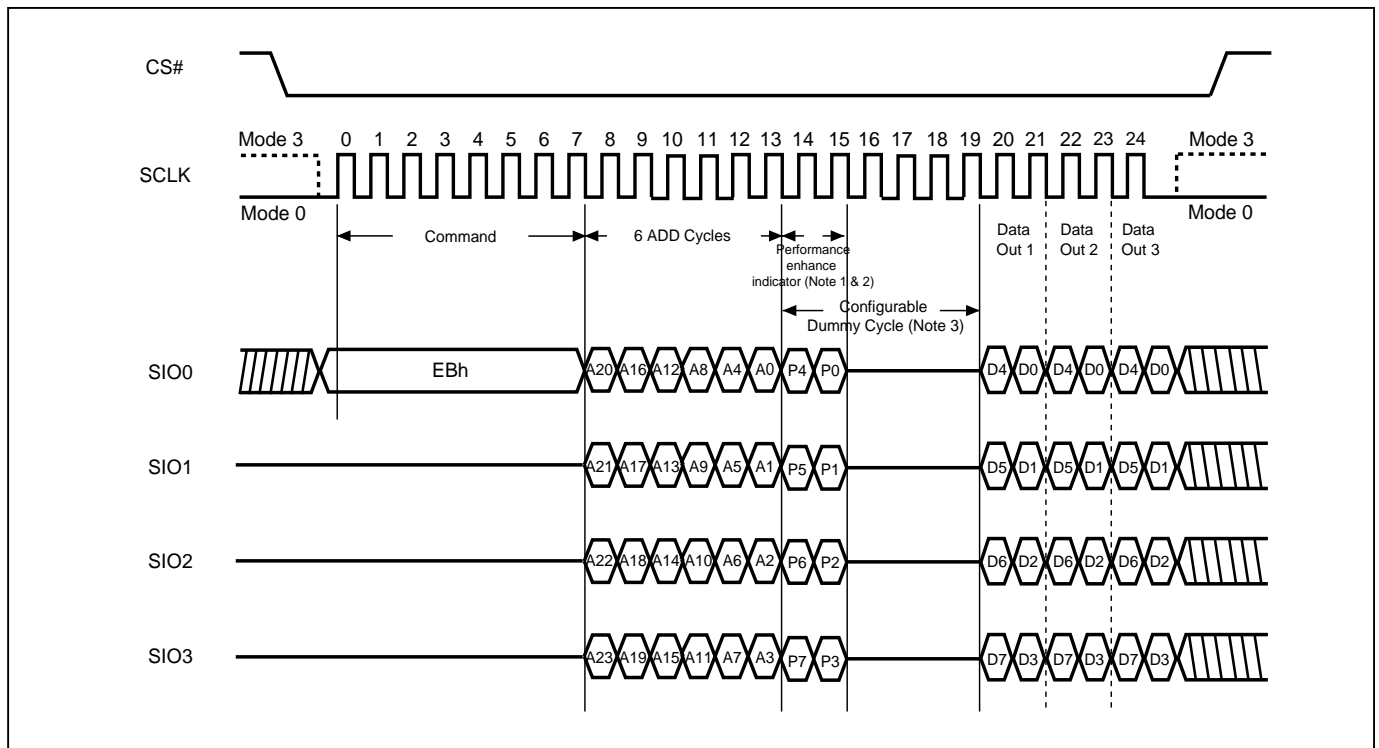 CS#
Mode 3 0 1 2 3 4 5 6 7 8 9 10 11 12 13 14 15 16 17 18 19 20 21 22 23 24 Mode 3
SCLK
Mode 0 Mode 0
Command 6 ADD Cycles Data Data Data
Out 1 Out 2 Out 3
Performance
enhance
indicator (Note 1 & 2)
Configurable
Dummy Cycle (Note 3)
SIO0 EBh A20 A16 A12 A8 A4 A0 P4 P0 D4 D0 D4 D0 D4 D0
SIO1 A21 A17 A13 A9 A5 A1 P5 P1 D5 D1 D5 D1 D5 D1
SIO2 A22 A18 A14 A10 A6 A2 P6 P2 D6 D2 D6 D2 D6 D2
SIO3 A23 A19 A15 A11 A7 A3 P7 P3 D7 D3 D7 D3 D7 D3